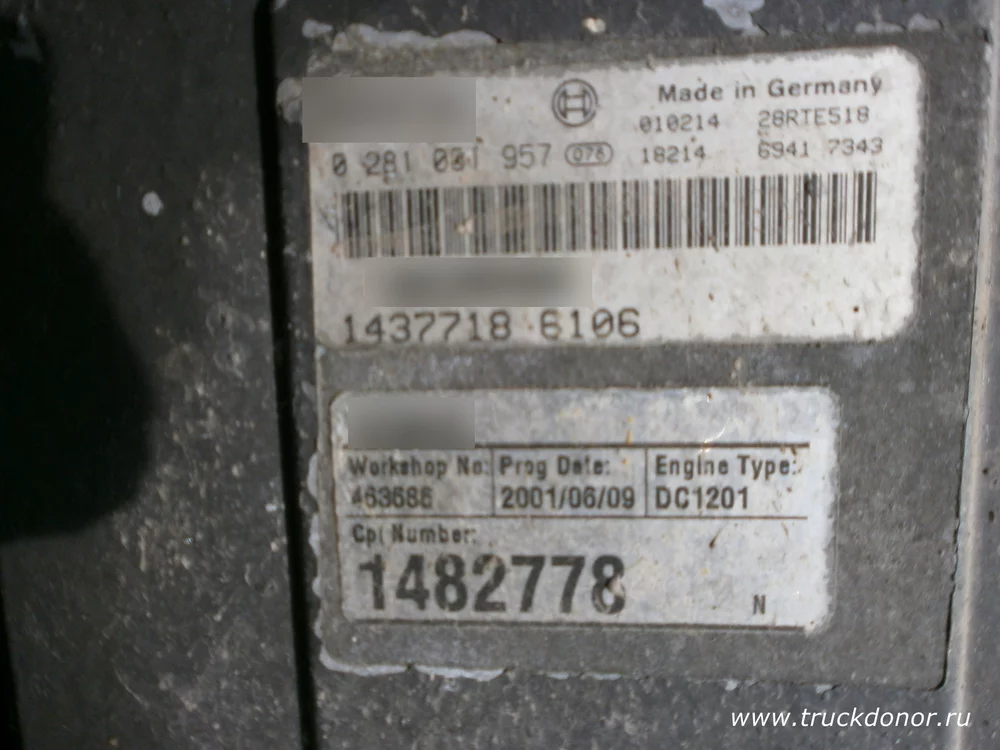 Made in Germany
010214 28RTE518
0 281 001 957 078 18214 6941 7343
1437718 6106
Workshop No: Prog Date: Engine Type:
463686 2001/06/09 DC1201
Cpl Number:
1482778
N
www.truckdonor.ru